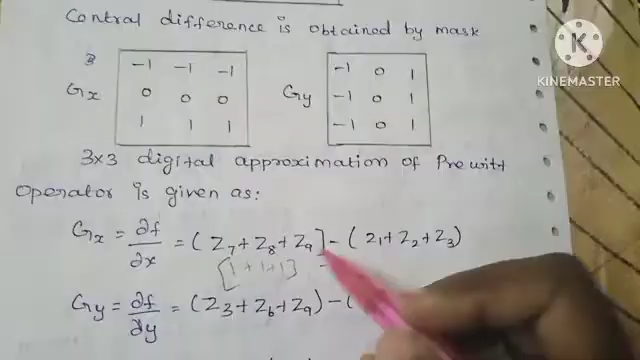 Central difference is obtained by mask
K
KINEMASTER
Gx
-1 -1 -1
0 0 0
1 1 1
Gy
-1 0 1
-1 0 1
-1 0 1
3x3 digital approximation of Prewitt
operator is given as:
Gx = ∂f/∂x = (Z7+Z8+Z9] - (Z1+Z2+Z3)
[1+1+1] -
Gy = ∂f/∂y = (Z3+Z6+Z9) - (